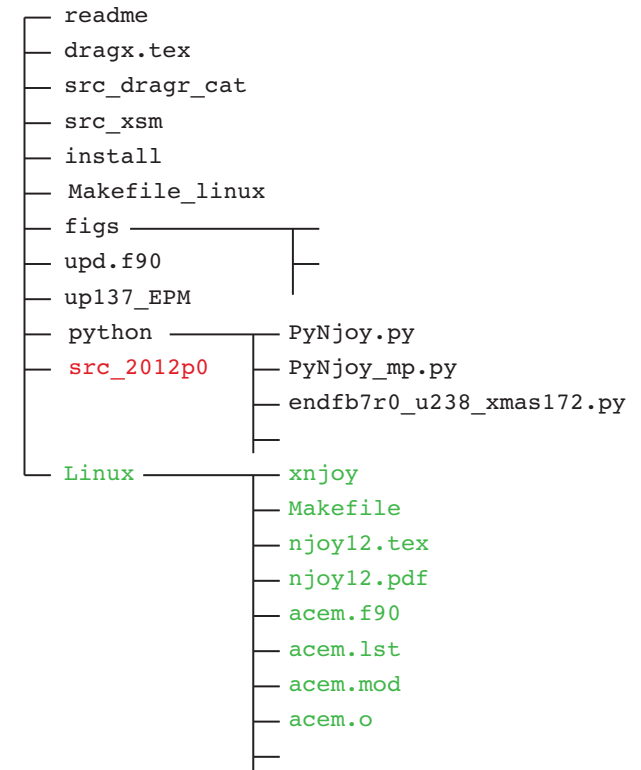 readme
dragx.tex
src_dragr_cat
src_xsm
install
Makefile_linux
figs
upd.f90
up137_EPM
python PyNjoy.py
src_2012p0 PyNjoy_mp.py
endfb7r0_u238_xmas172.py
Linux xnjoy
Makefile
njoy12.tex
njoy12.pdf
acem.f90
acem.lst
acem.mod
acem.o